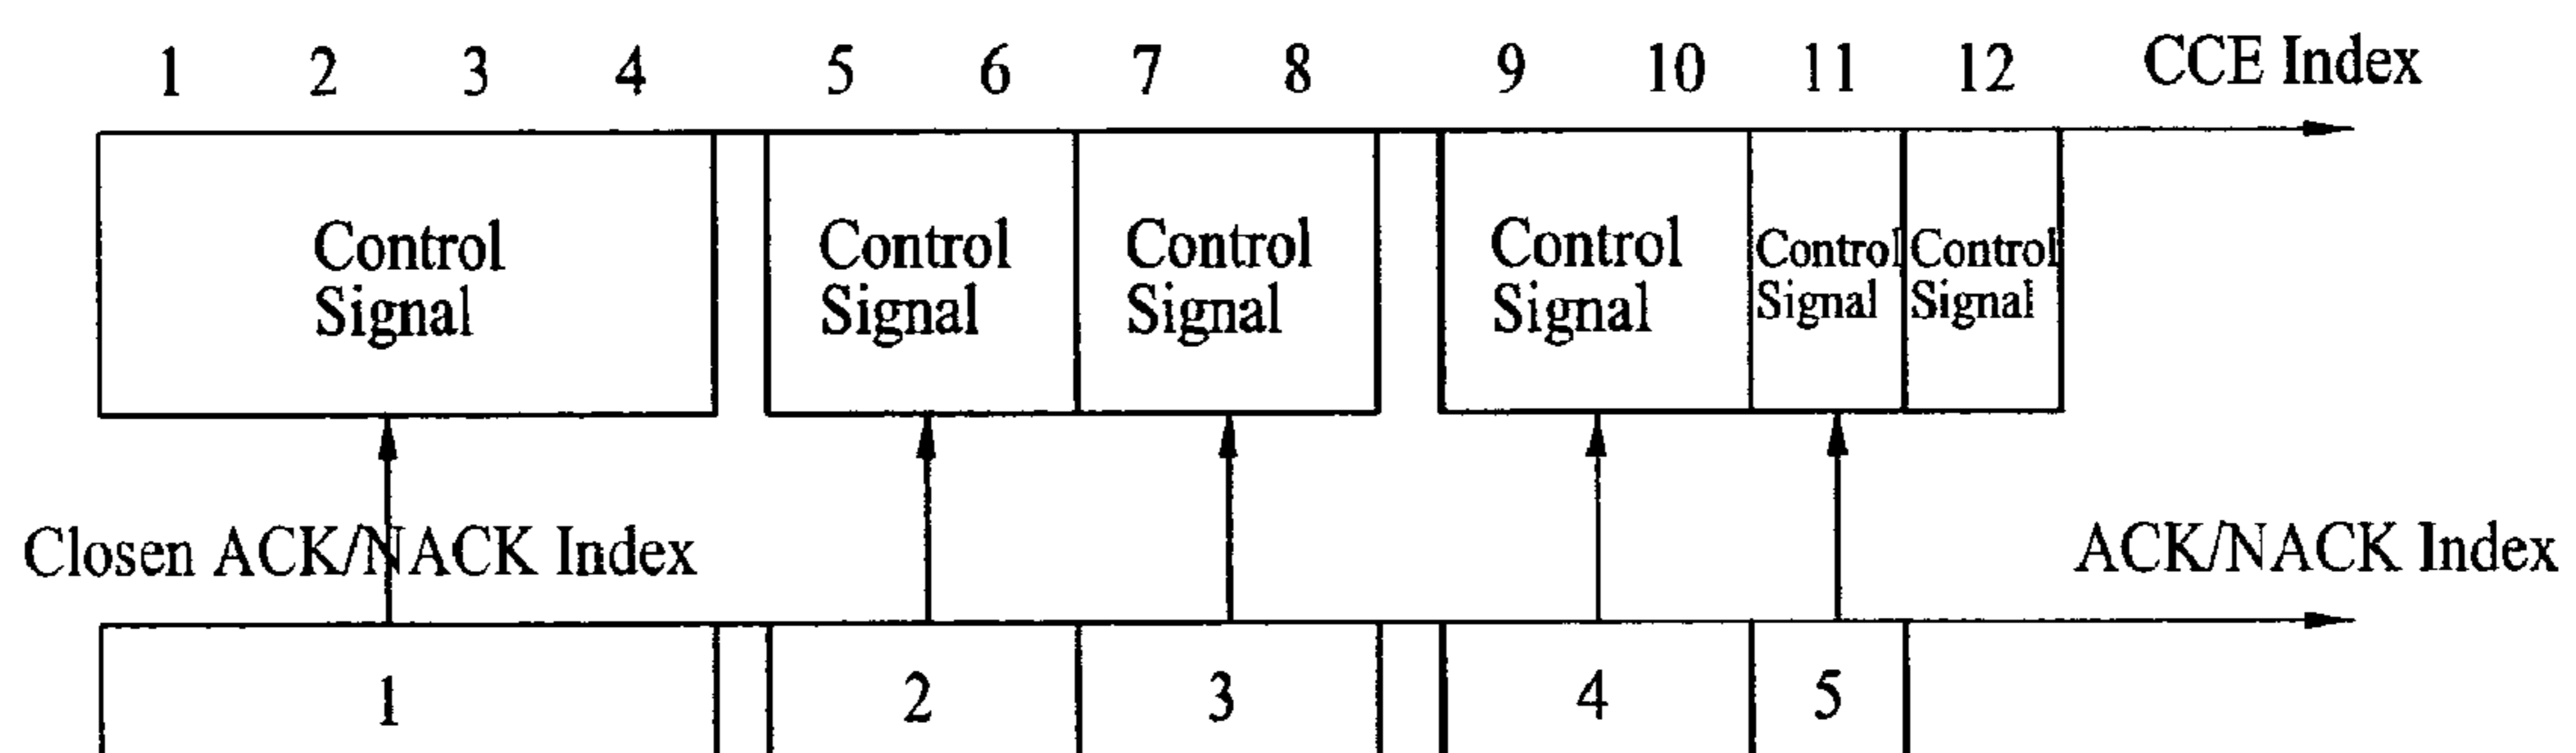 1 2 3 4 5 6 7 8 9 10 11 12 CCE Index
Control
Signal
Control
Signal
Control
Signal
Control
Signal
Control
Signal
Control
Signal
Closen ACK/NACK Index
ACK/NACK Index
1 2 3 4 5